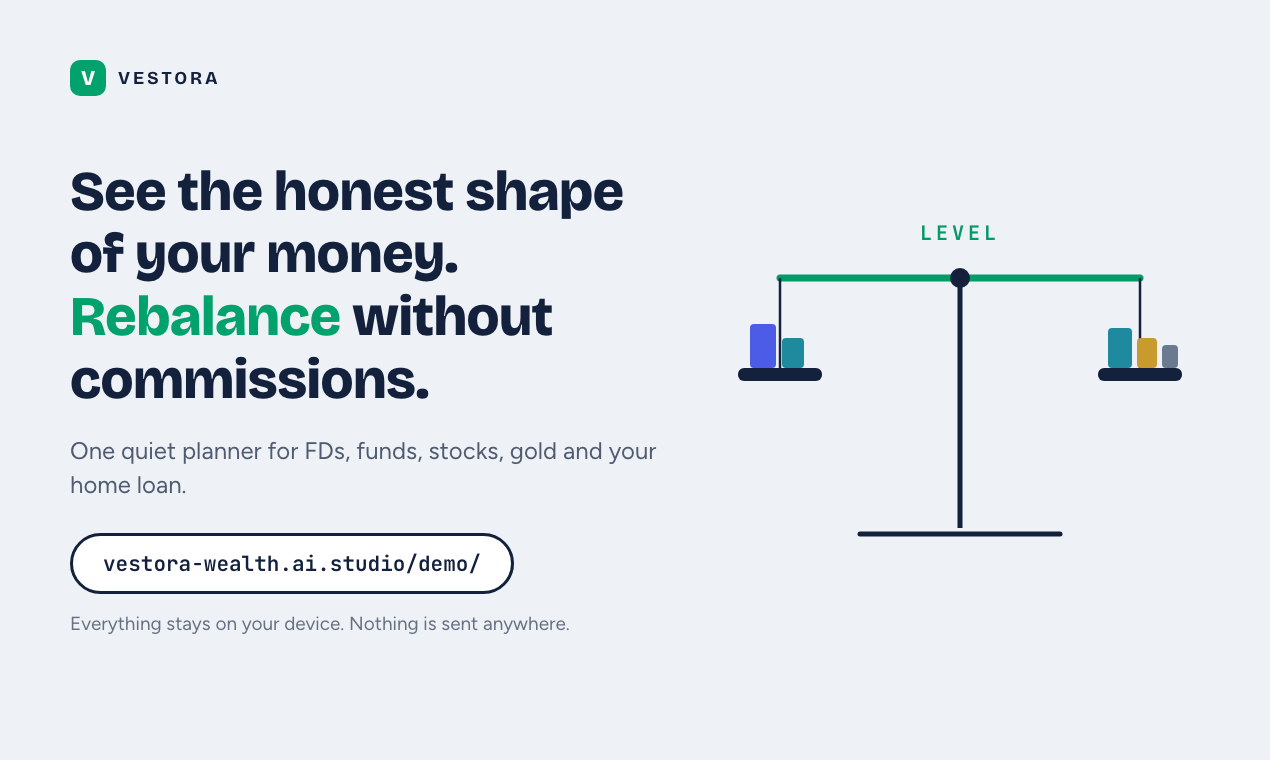 V VESTORA
See the honest shape
of your money.
Rebalance without
commissions.
One quiet planner for FDs, funds, stocks, gold and your
home loan.
vestora-wealth.ai.studio/demo/
Everything stays on your device. Nothing is sent anywhere.
LEVEL